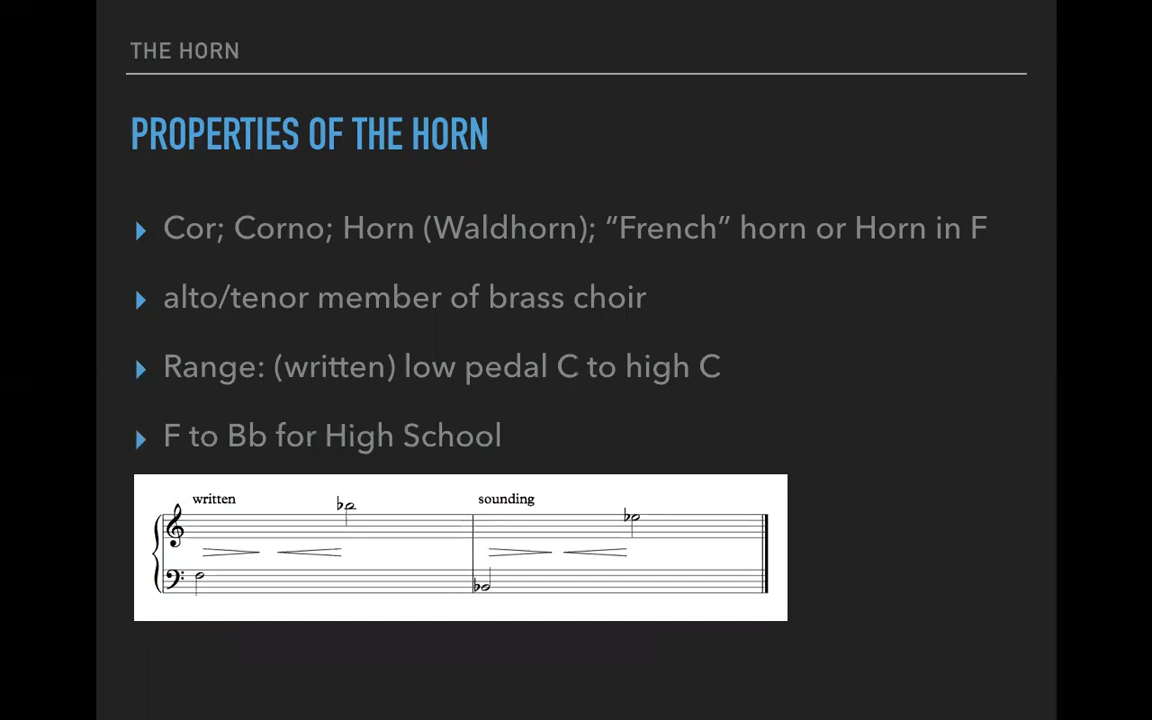 THE HORN
PROPERTIES OF THE HORN
Cor; Corno; Horn (Waldhorn); “French” horn or Horn in F
alto/tenor member of brass choir
Range: (written) low pedal C to high C
F to Bb for High School
written
sounding